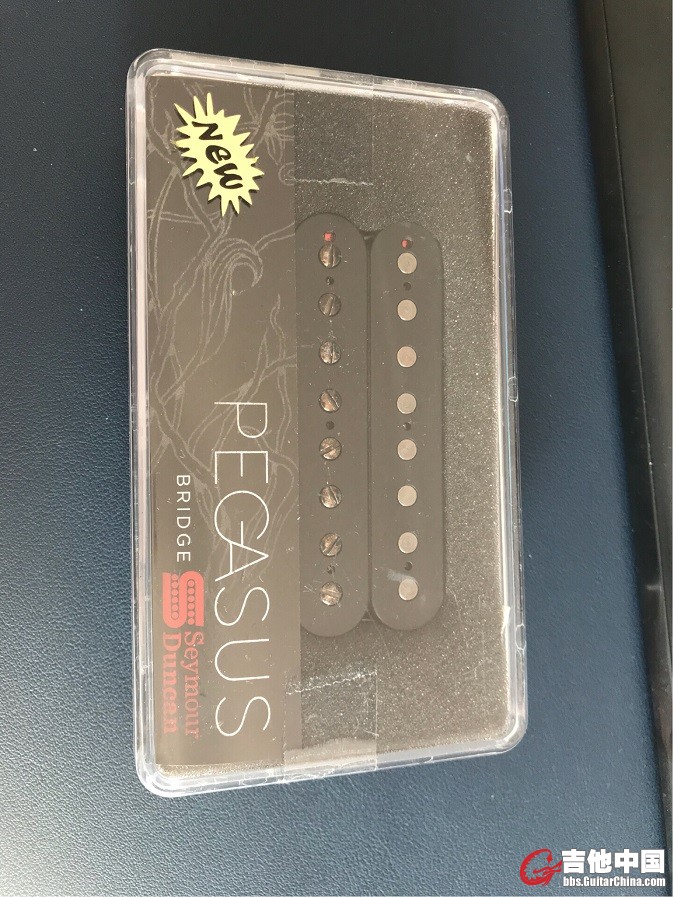 NEW
PEGASUS
BRIDGE
Seymour
Duncan
吉他中国
bbs.GuitarChina.com